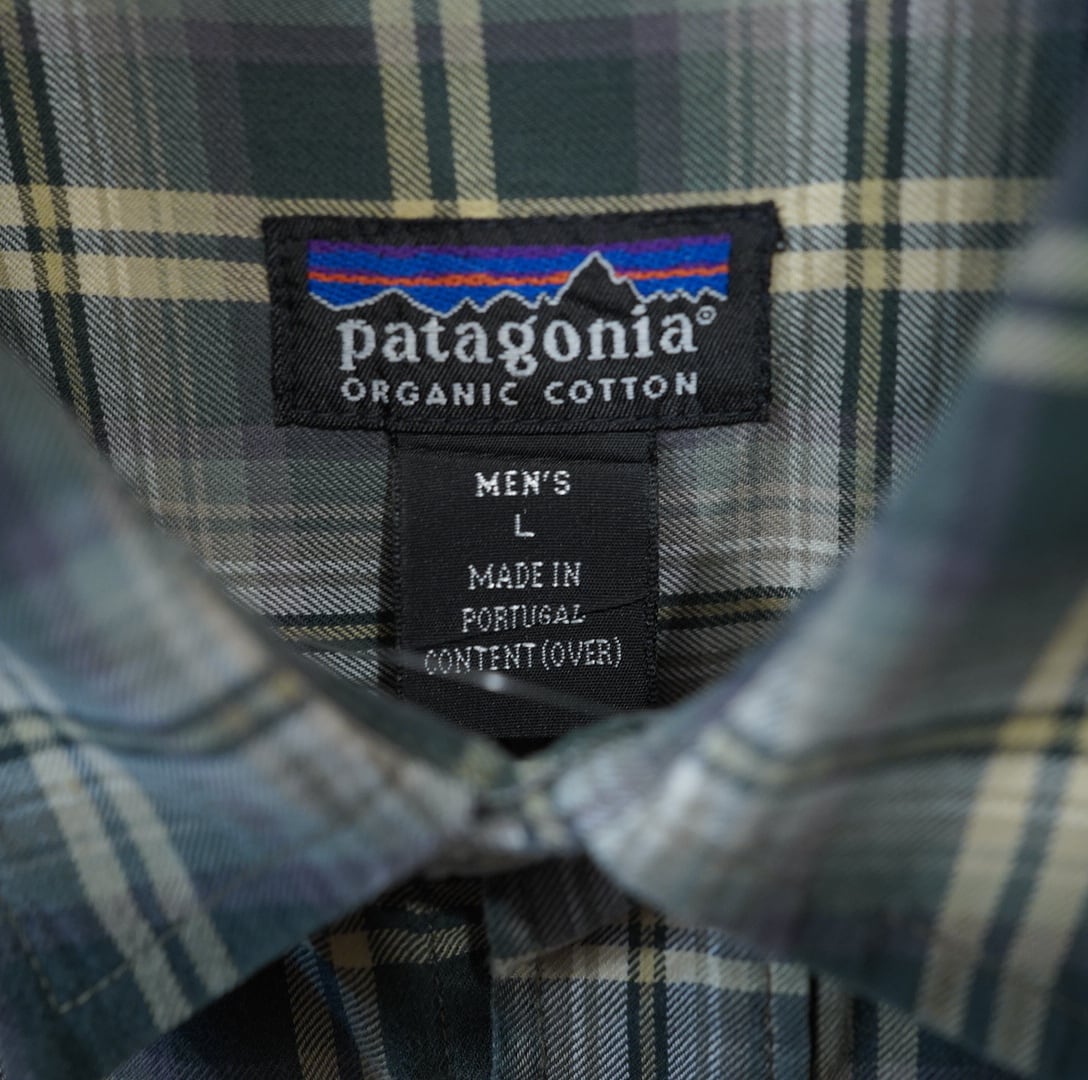 patagonia®
ORGANIC COTTON
MEN'S
L
MADE IN
PORTUGAL
CONTENT (OVER)